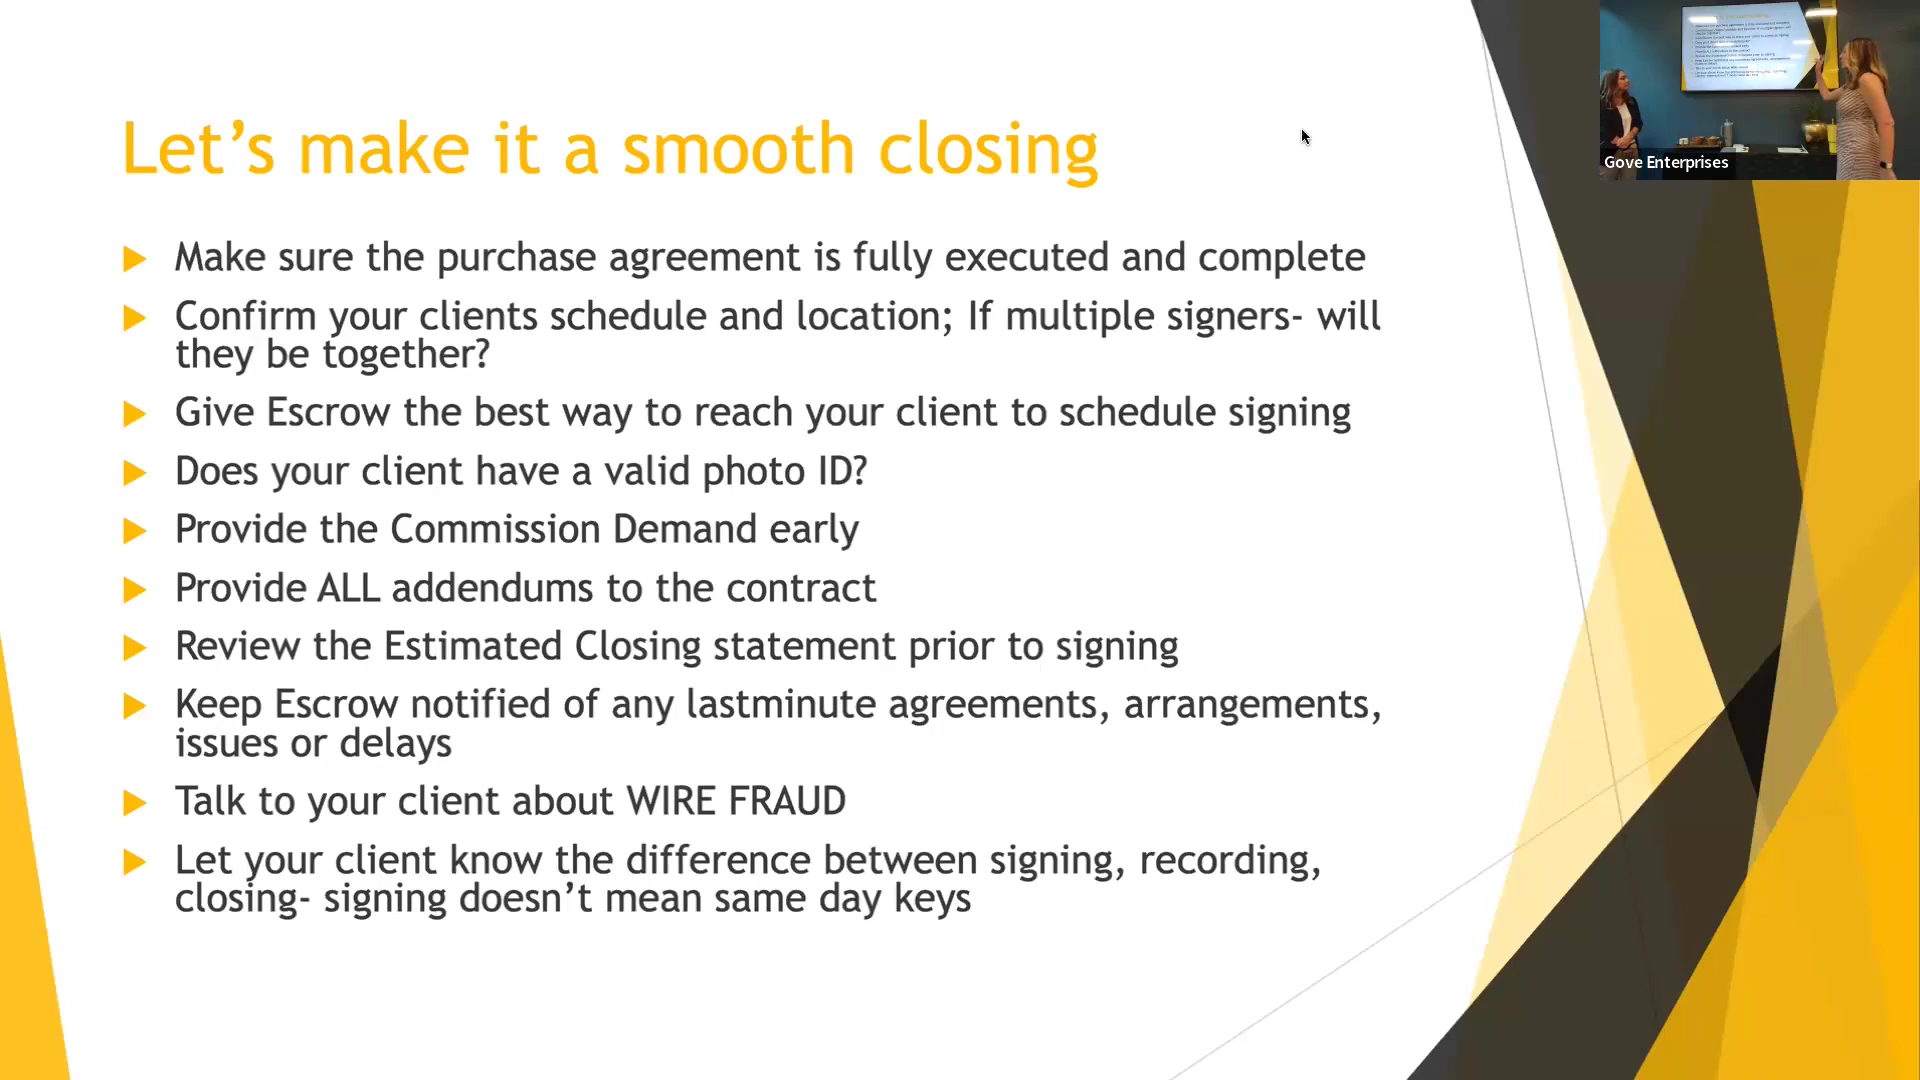 Let's make it a smooth closing
Make sure the purchase agreement is fully executed and complete
Confirm your clients schedule and location; If multiple signers- will
they be together?
Give Escrow the best way to reach your client to schedule signing
Does your client have a valid photo ID?
Provide the Commission Demand early
Provide ALL addendums to the contract
Review the Estimated Closing statement prior to signing
Keep Escrow notified of any lastminute agreements, arrangements,
issues or delays
Talk to your client about WIRE FRAUD
Let your client know the difference between signing, recording,
closing- signing doesn't mean same day keys
Gove Enterprises